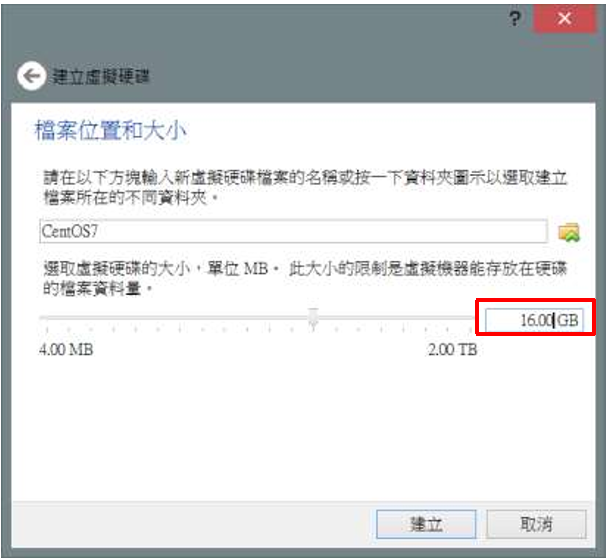 ?
建立虛擬硬碟
檔案位置和大小
請在以下方塊輸入新虛擬硬碟檔案的名稱或按一下資料夾圖示以選取建立
檔案所在的不同資料夾。
CentOS7
選取虛擬硬碟的大小，單位 MB。 此大小的限制是虛擬機器能存放在硬碟
的檔案資料量。
16.00 GB
4.00 MB 2.00 TB
建立 取消